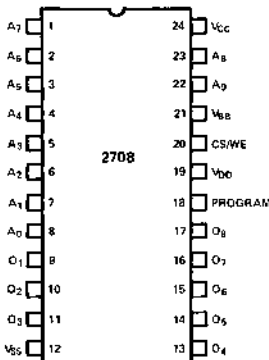 A7 1 24 VCC
A6 2 23 A8
A5 3 22 A9
A4 4 21 VBB
A3 5 20 CS/WE
A2 6 2708 19 VDD
A1 7 18 PROGRAM
A0 8 17 O8
O1 9 16 O7
O2 10 15 O6
O3 11 14 O5
VSS 12 13 O4